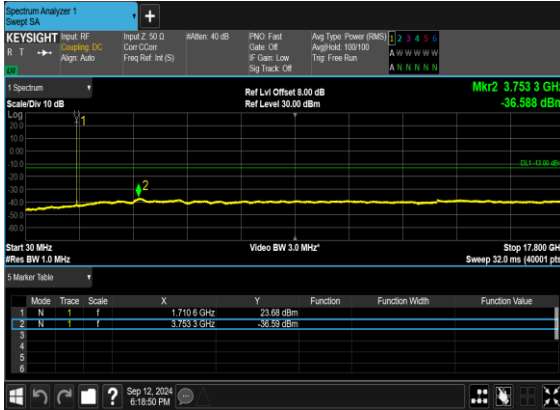 Spectrum Analyzer 1
Swept SA
+
KEYSIGHT
R T
Input: RF
Coupling: DC
Align: Auto
Input Z: 50 Ω
Corr CCorr
Freq Ref: Int (S)
#Atten: 40 dB
PNO: Fast
Gate: Off
IF Gain: Low
Sig Track: Off
Avg Type: Power (RMS)
Avg|Hold: 100/100
Trig: Free Run
1 2 3 4 5 6
A W W W W W
A N N N N N
1 Spectrum
Scale/Div 10 dB
Ref Lvl Offset 8.00 dB
Ref Level 30.00 dBm
Mkr2 3.753 3 GHz
-36.588 dBm
Log
20.0
10.0
0.00
-10.0
-20.0
-30.0
-40.0
-50.0
-60.0
1
2
DL1 -13.00 dBm
Start 30 MHz
#Res BW 1.0 MHz
Video BW 3.0 MHz*
Stop 17.800 GH
Sweep 32.0 ms (40001 pts
5 Marker Table
Mode Trace Scale X Y Function Function Width Function Value
1 N 1 f 1.710 6 GHz 23.68 dBm
2 N 1 f 3.753 3 GHz -36.59 dBm
3
4
5
6
?
Sep 12, 2024
6:18:50 PM